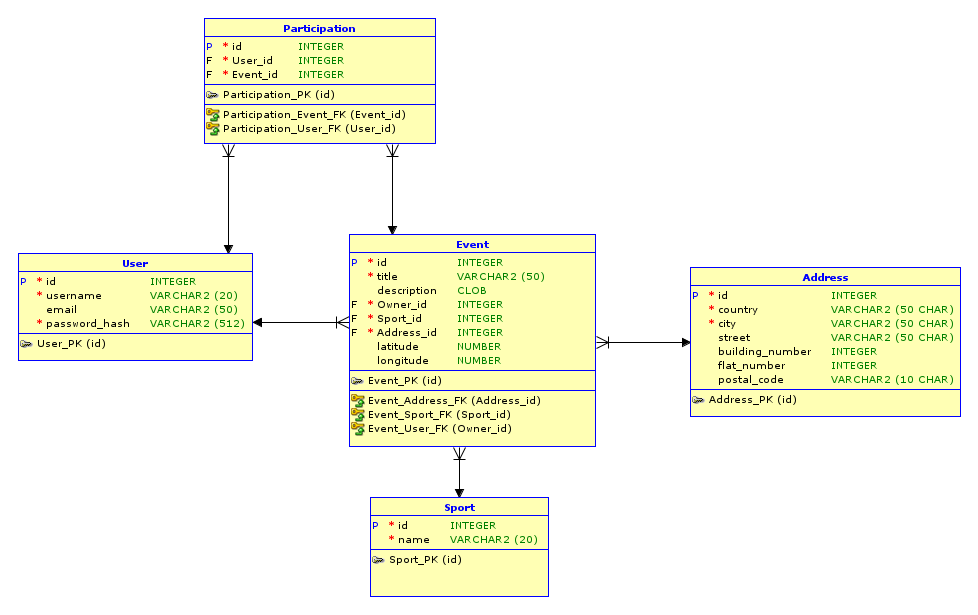 Participation
P * id INTEGER
F * User_id INTEGER
F * Event_id INTEGER
Participation_PK (id)
Participation_Event_FK (Event_id)
Participation_User_FK (User_id)
User
P * id INTEGER
* username VARCHAR2 (20)
email VARCHAR2 (50)
* password_hash VARCHAR2 (512)
User_PK (id)
Event
P * id INTEGER
* title VARCHAR2 (50)
description CLOB
F * Owner_id INTEGER
F * Sport_id INTEGER
F * Address_id INTEGER
latitude NUMBER
longitude NUMBER
Event_PK (id)
Event_Address_FK (Address_id)
Event_Sport_FK (Sport_id)
Event_User_FK (Owner_id)
Address
P * id INTEGER
* country VARCHAR2 (50 CHAR)
* city VARCHAR2 (50 CHAR)
street VARCHAR2 (50 CHAR)
building_number INTEGER
flat_number INTEGER
postal_code VARCHAR2 (10 CHAR)
Address_PK (id)
Sport
P * id INTEGER
* name VARCHAR2 (20)
Sport_PK (id)